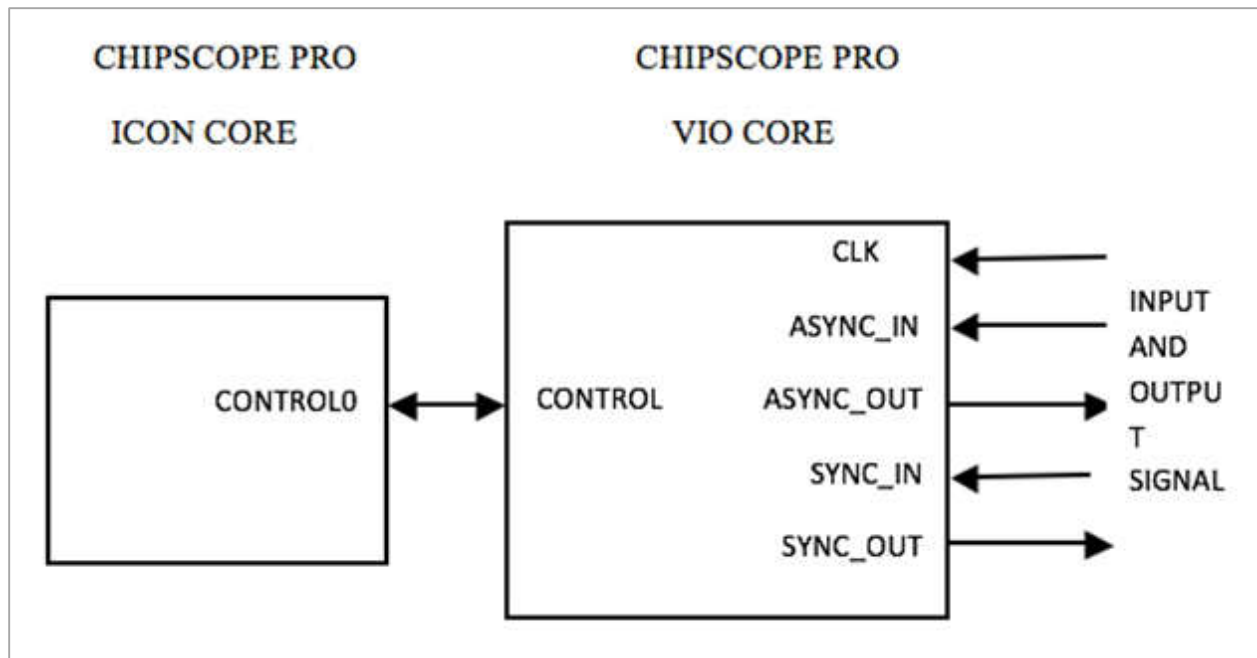 CHIPSCOPE PRO
ICON CORE
CHIPSCOPE PRO
VIO CORE
CONTROL0
CONTROL
CLK
ASYNC_IN
ASYNC_OUT
SYNC_IN
SYNC_OUT
INPUT
AND
OUTPU
T
SIGNAL